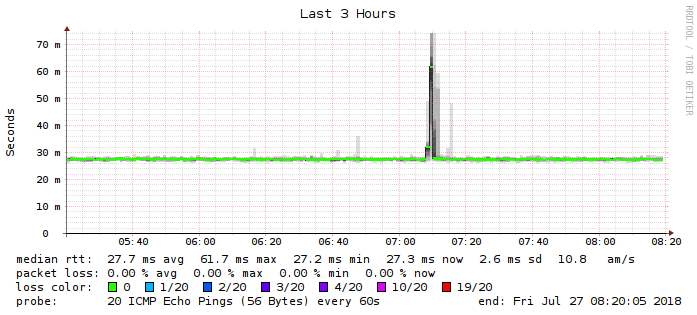 Last 3 Hours
RRDTOOL / TOBI OETIKER
Seconds
70 m
60 m
50 m
40 m
30 m
20 m
10 m
0
05:40 06:00 06:20 06:40 07:00 07:20 07:40 08:00 08:20
median rtt: 27.7 ms avg 61.7 ms max 27.2 ms min 27.3 ms now 2.6 ms sd 10.8 am/s
packet loss: 0.00 % avg 0.00 % max 0.00 % min 0.00 % now
loss color: 0 1/20 2/20 3/20 4/20 10/20 19/20
probe: 20 ICMP Echo Pings (56 Bytes) every 60s end: Fri Jul 27 08:20:05 2018